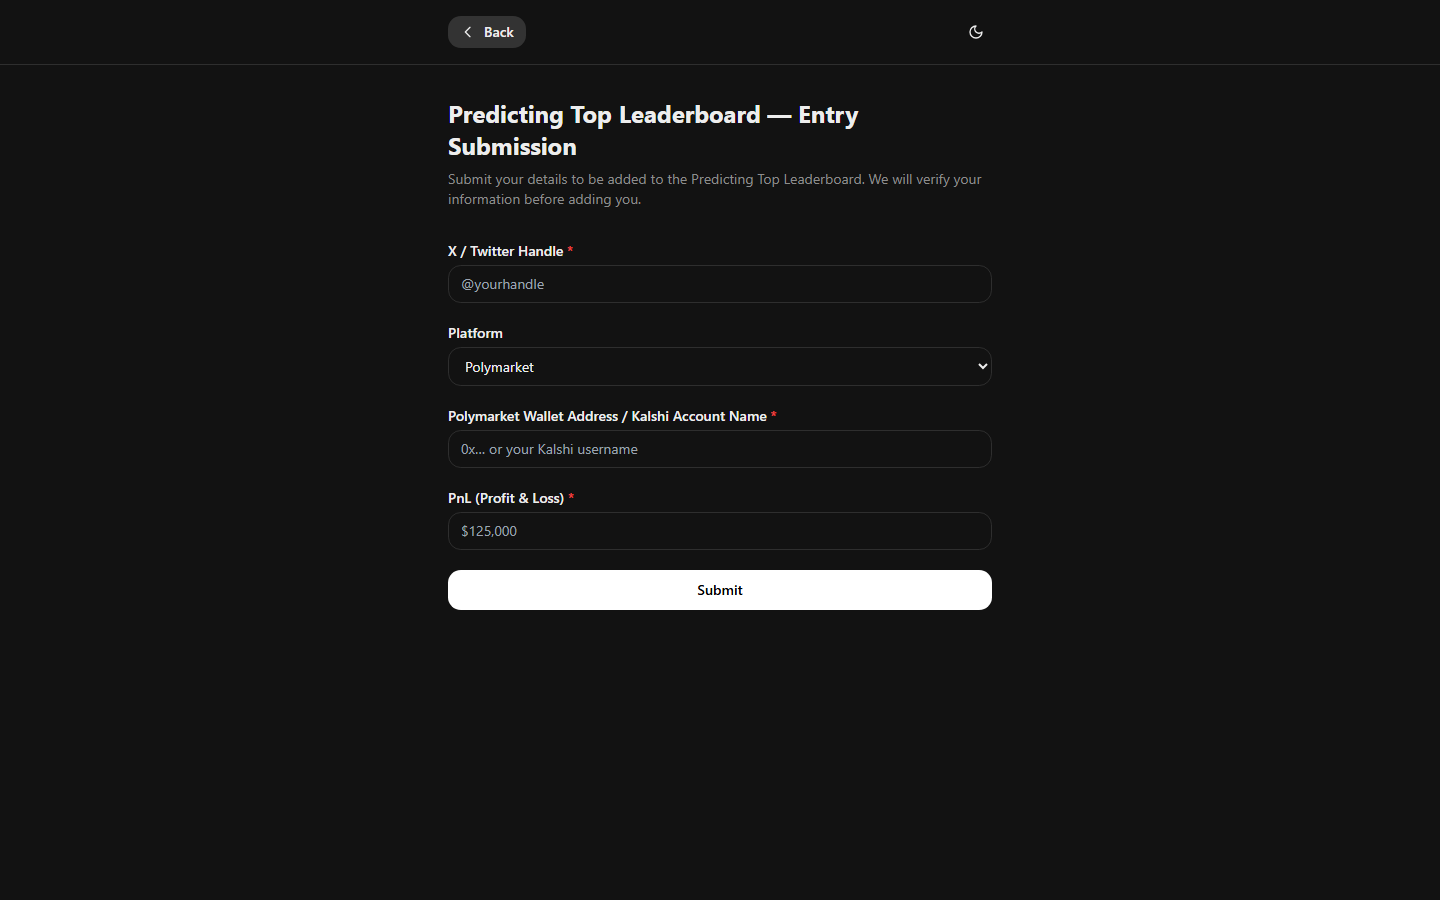 Back
Predicting Top Leaderboard — Entry
Submission
Submit your details to be added to the Predicting Top Leaderboard. We will verify your
information before adding you.
X / Twitter Handle *
@yourhandle
Platform
Polymarket
Polymarket Wallet Address / Kalshi Account Name *
0x... or your Kalshi username
PnL (Profit & Loss) *
$125,000
Submit